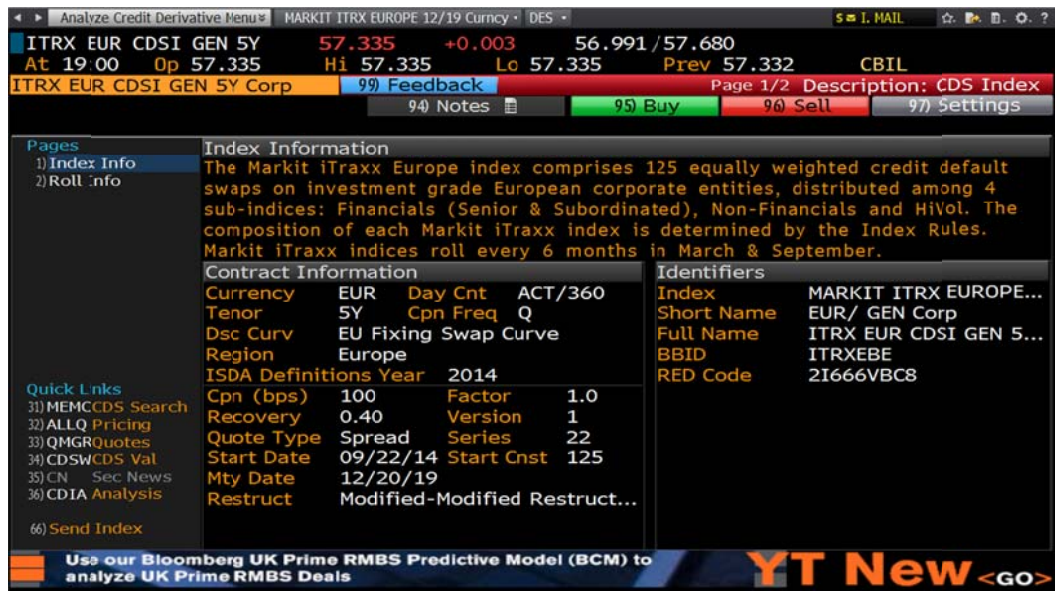 Analyze Credit Derivative Menu MARKIT ITRX EUROPE 12/19 Curncy DES I. MAIL ?
ITRX EUR CDSI GEN 5Y 57.335 +0.003 56.991/57.680
At 19:00 Op 57.335 Hi 57.335 Lo 57.335 Prev 57.332 CBIL
ITRX EUR CDSI GEN 5Y Corp 99) Feedback Page 1/2 Description: CDS Index
94) Notes 95) Buy 96) Sell 97) Settings
Pages
1) Index Info
2) Roll Info
Index Information
The Markit iTraxx Europe index comprises 125 equally weighted credit default
swaps on investment grade European corporate entities, distributed among 4
sub-indices: Financials (Senior & Subordinated), Non-Financials and HiVol. The
composition of each Markit iTraxx index is determined by the Index Rules.
Markit iTraxx indices roll every 6 months in March & September.
Contract Information
Currency EUR Day Cnt ACT/360
Tenor 5Y Cpn Freq Q
Dsc Curv EU Fixing Swap Curve
Region Europe
ISDA Definitions Year 2014
Cpn (bps) 100 Factor 1.0
Recovery 0.40 Version 1
Quote Type Spread Series 22
Start Date 09/22/14 Start Cnst 125
Mty Date 12/20/19
Restruct Modified-Modified Restruct...
Identifiers
Index MARKIT ITRX EUROPE...
Short Name EUR/ GEN Corp
Full Name ITRX EUR CDSI GEN 5...
BBID ITRXEBE
RED Code 2I666VBC8
Quick Links
31) MEMC CDS Search
32) ALLQ Pricing
33) QMGR Quotes
34) CDSW CDS Val
35) CN Sec News
36) CDIA Analysis
66) Send Index
Use our Bloomberg UK Prime RMBS Predictive Model (BCM) to
analyze UK Prime RMBS Deals
YT New <GO>